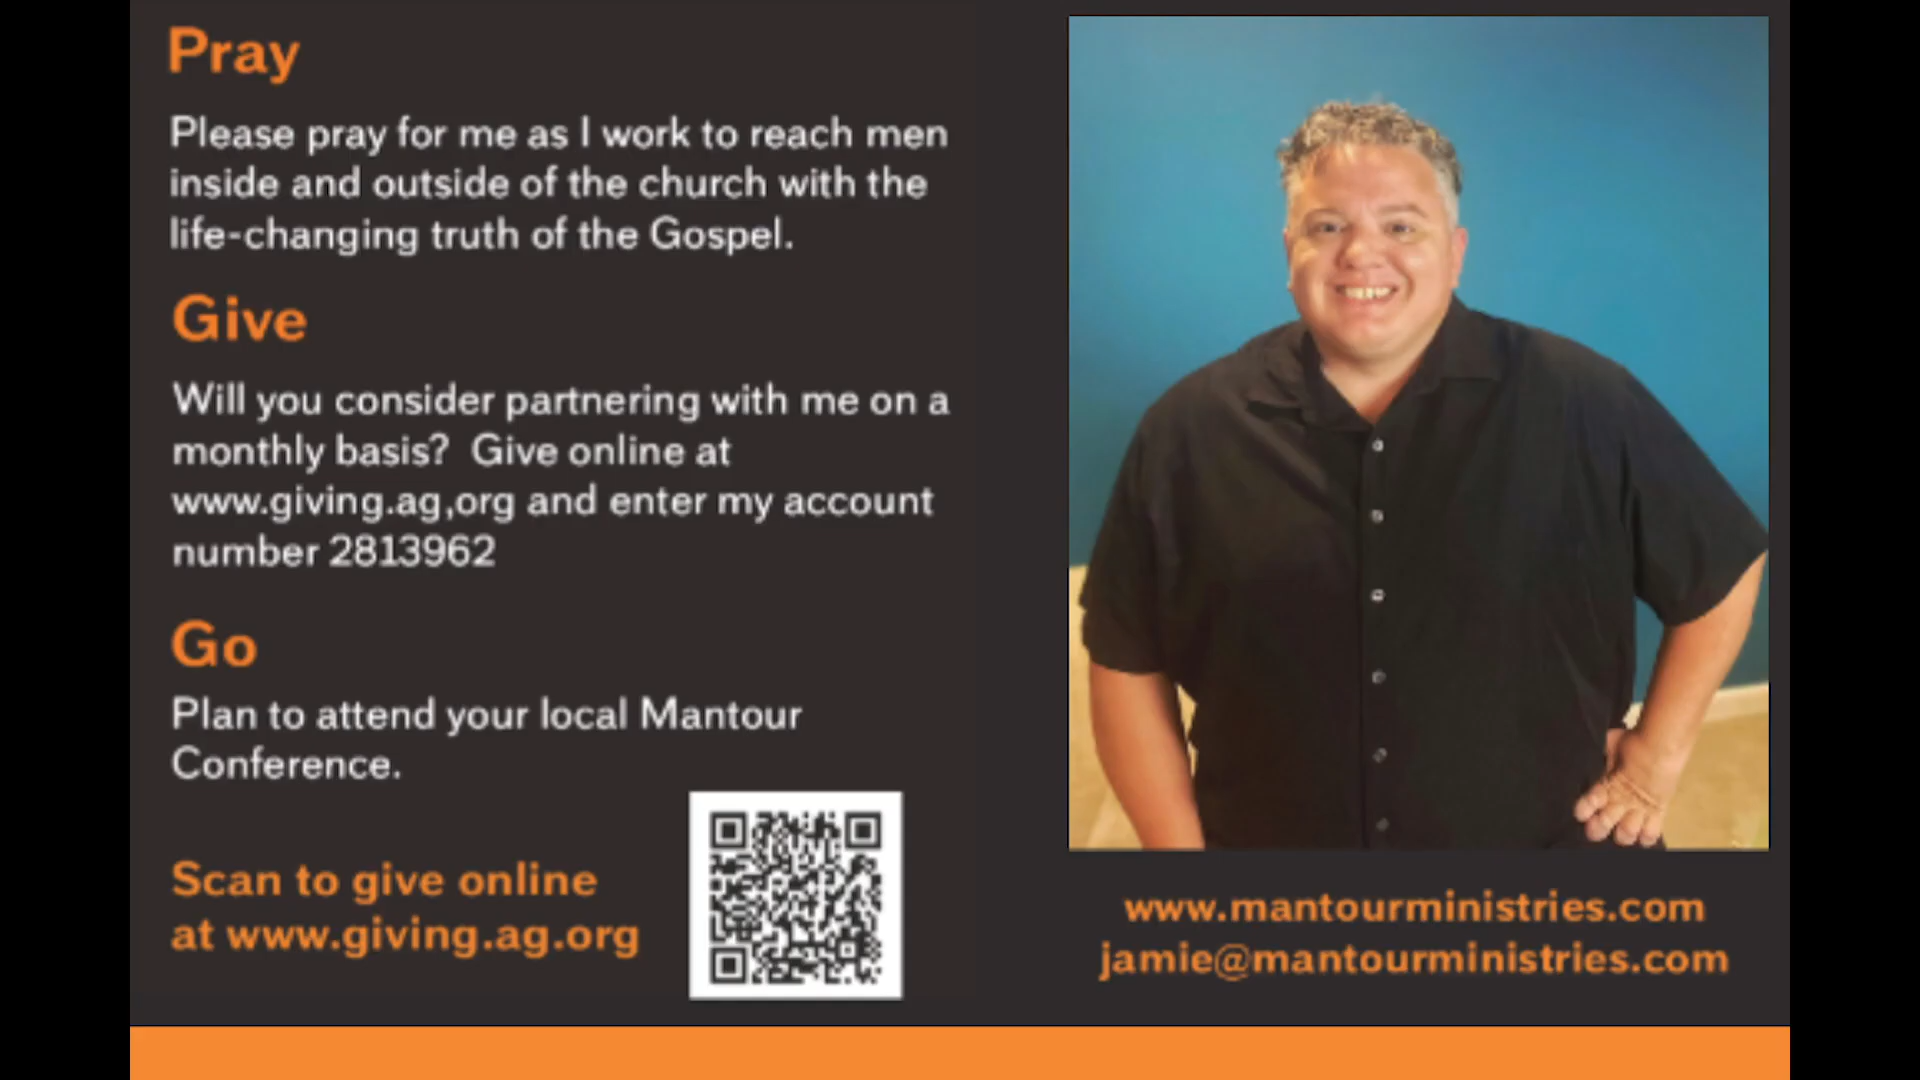 Pray
Please pray for me as I work to reach men
inside and outside of the church with the
life-changing truth of the Gospel.
Give
Will you consider partnering with me on a
monthly basis?  Give online at
www.giving.ag,org and enter my account
number 2813962
Go
Plan to attend your local Mantour
Conference.
Scan to give online
at www.giving.ag.org
www.mantourministries.com
jamie@mantourministries.com